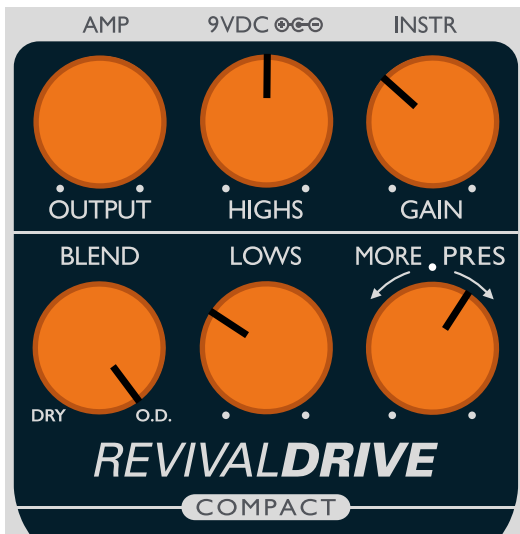 AMP 9VDC INSTR
OUTPUT HIGHS GAIN
BLEND LOWS MORE PRES
DRY O.D.
REVIVALDRIVE
COMPACT